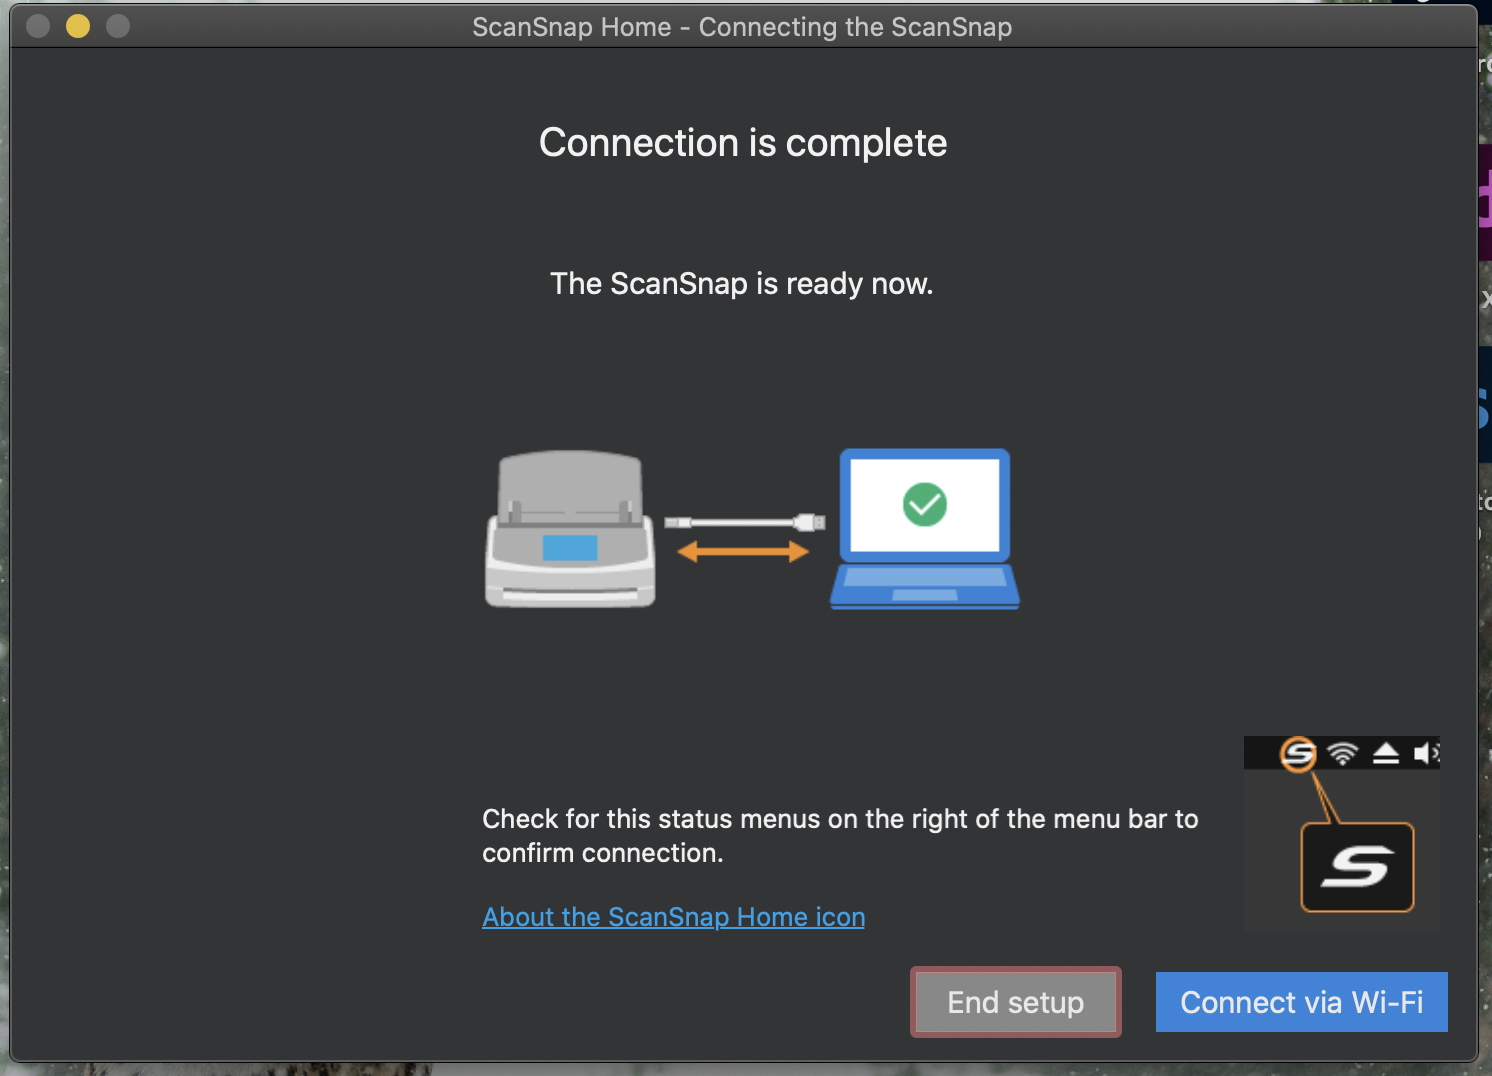 ScanSnap Home - Connecting the ScanSnap
Connection is complete
The ScanSnap is ready now.
Check for this status menus on the right of the menu bar to
confirm connection.
About the ScanSnap Home icon
End setup
Connect via Wi-Fi